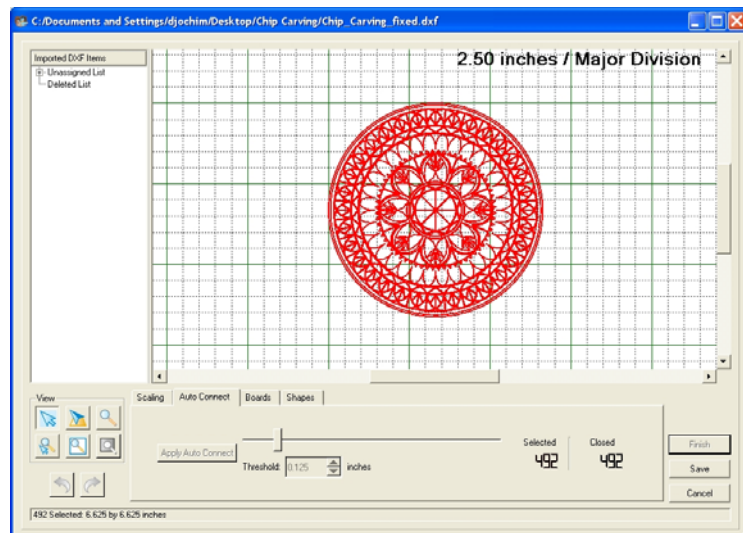 C:/Documents and Settings/djochim/Desktop/Chip Carving/Chip_Carving_fixed.dxf
Imported DXF Items
Unassigned List
Deleted List
2.50 inches / Major Division
View
Scaling
Auto Connect
Boards
Shapes
Apply Auto Connect
Threshold: 0.125 inches
Selected
Closed
492
492
Finish
Save
Cancel
492 Selected: 6.625 by 6.625 inches